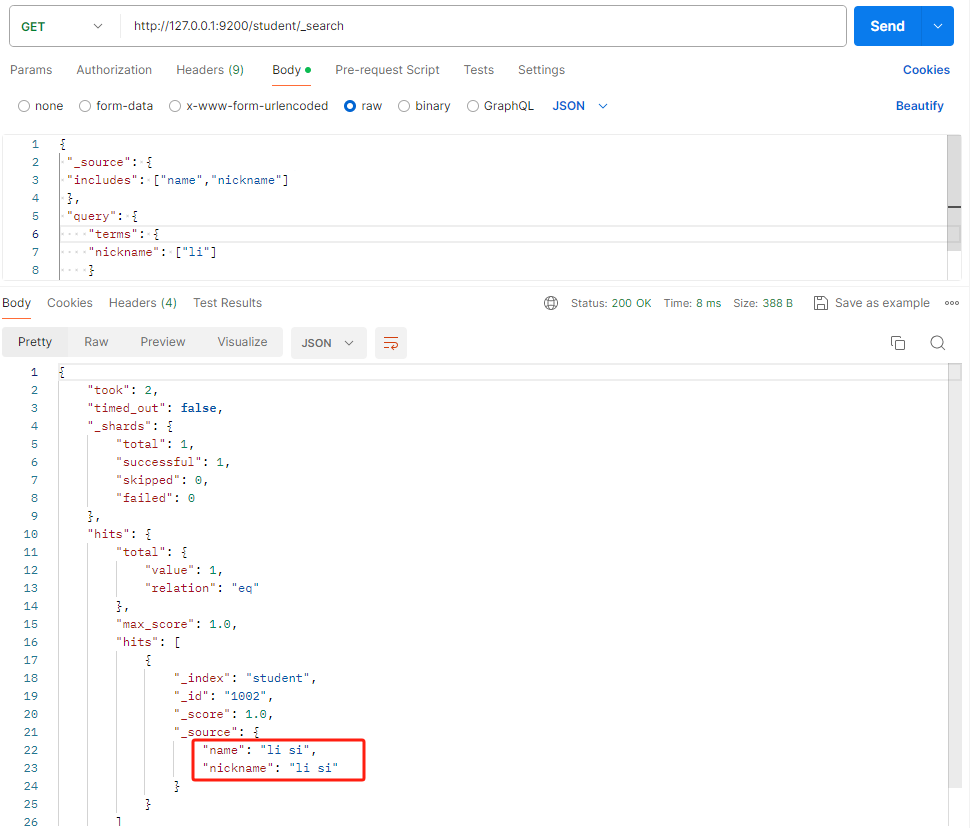 GET http://127.0.0.1:9200/student/_search Send
Params Authorization Headers (9) Body Pre-request Script Tests Settings Cookies
none form-data x-www-form-urlencoded raw binary GraphQL JSON Beautify
1 {
2 "_source": {
3 "includes": ["name","nickname"]
4 },
5 "query": {
6 "terms": {
7 "nickname": ["li"]
8 }
Body Cookies Headers (4) Test Results Status: 200 OK Time: 8 ms Size: 388 B Save as example
Pretty Raw Preview Visualize JSON
1 {
2 "took": 2,
3 "timed_out": false,
4 "_shards": {
5 "total": 1,
6 "successful": 1,
7 "skipped": 0,
8 "failed": 0
9 },
10 "hits": {
11 "total": {
12 "value": 1,
13 "relation": "eq"
14 },
15 "max_score": 1.0,
16 "hits": [
17 {
18 "_index": "student",
19 "_id": "1002",
20 "_score": 1.0,
21 "_source": {
22 "name": "li si",
23 "nickname": "li si"
24 }
25 }
26 ]